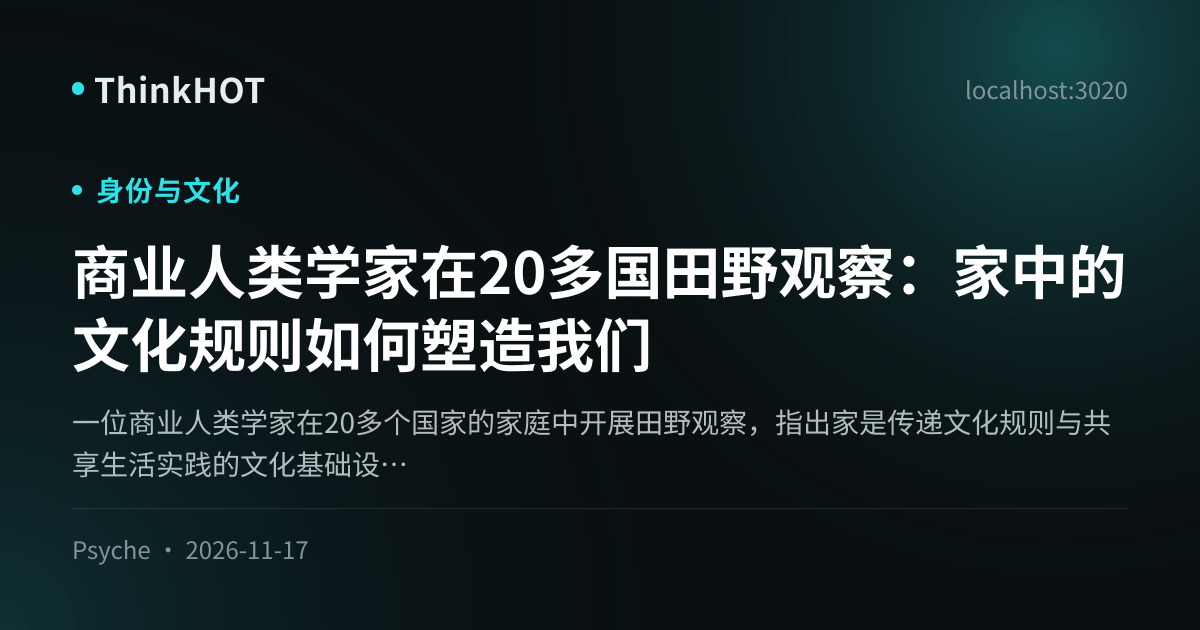 ThinkHOT
localhost:3020
身份与文化
商业人类学家在20多国田野观察：家中的
文化规则如何塑造我们
一位商业人类学家在20多个国家的家庭中开展田野观察，指出家是传递文化规则与共
享生活实践的文化基础设…
Psyche · 2026-11-17